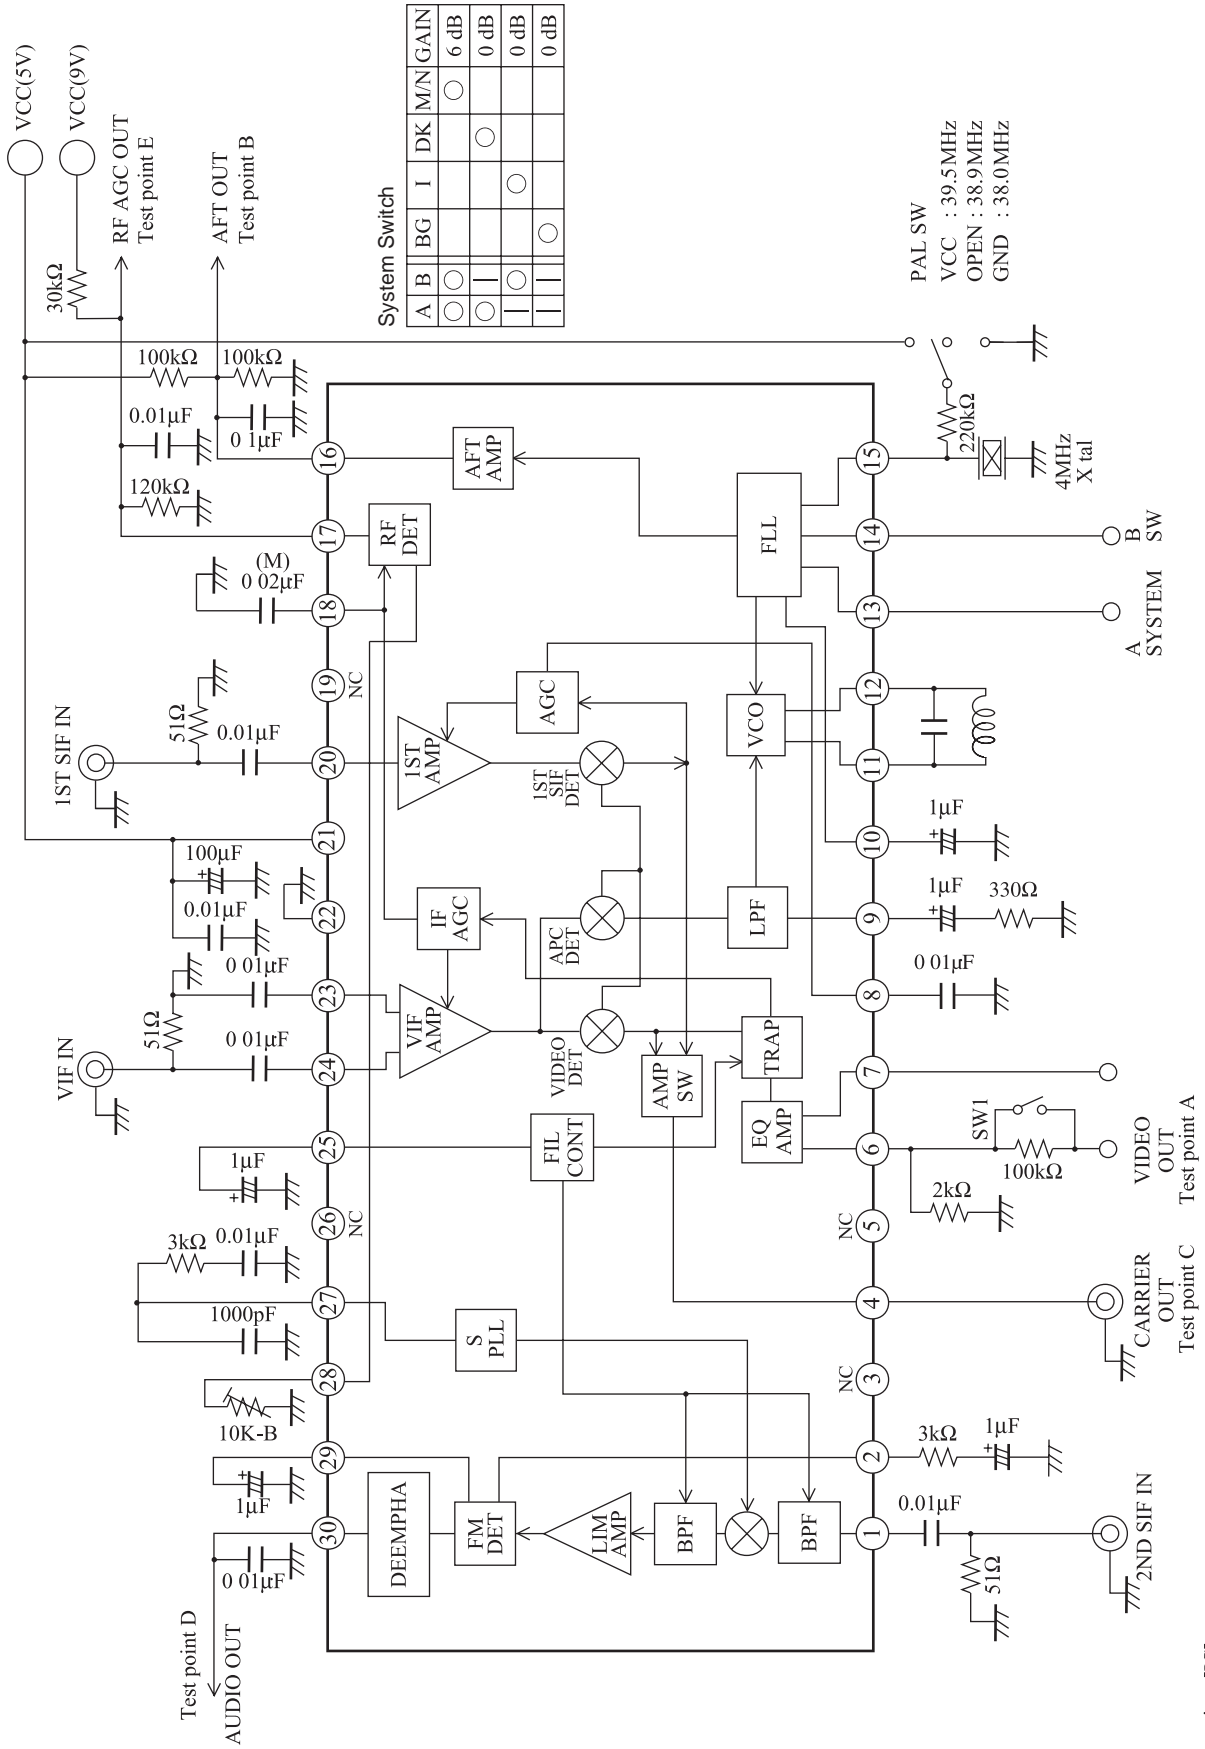 VCC(5V)
VCC(9V)
30kΩ
RF AGC OUT
Test point E
AFT OUT
Test point B
100kΩ
100kΩ
0.01µF
0 1µF
120kΩ
(M)
0 02µF
1ST SIF IN
51Ω
0.01µF
100µF
0.01µF
VIF IN
51Ω
0 01µF
0 01µF
1µF
+
3kΩ
0.01µF
1000pF
10K-B
+
1µF
0 01µF
Test point D
AUDIO OUT
System Switch
A B BG I DK M/N GAIN
○ ○ ○ 6 dB
○ — ○ 0 dB
— ○ ○ 0 dB
— — ○ 0 dB
30
29
28
27
26
NC
25
24
23
22
21
20
19
NC
18
17
16
DEEMPHA
FM
DET
LIM
AMP
BPF
BPF
S
PLL
FIL
CONT
VIF
AMP
IF
AGC
1ST
AMP
AGC
RF
DET
AFT
AMP
VIDEO
DET
APC
DET
1ST
SIF
DET
AMP
SW
EQ
AMP
TRAP
LPF
VCO
FLL
1
2
NC
3
4
NC
5
6
7
8
9
10
11
12
13
14
15
0.01µF
51Ω
2ND SIF IN
3kΩ
+
1µF
CARRIER
OUT
Test point C
2kΩ
SW1
100kΩ
VIDEO
OUT
Test point A
0 01µF
+
1µF
330Ω
+
1µF
A
SYSTEM
B
SW
220kΩ
4MHz
X tal
PAL SW
VCC : 39.5MHz
OPEN : 38.9MHz
GND : 38.0MHz